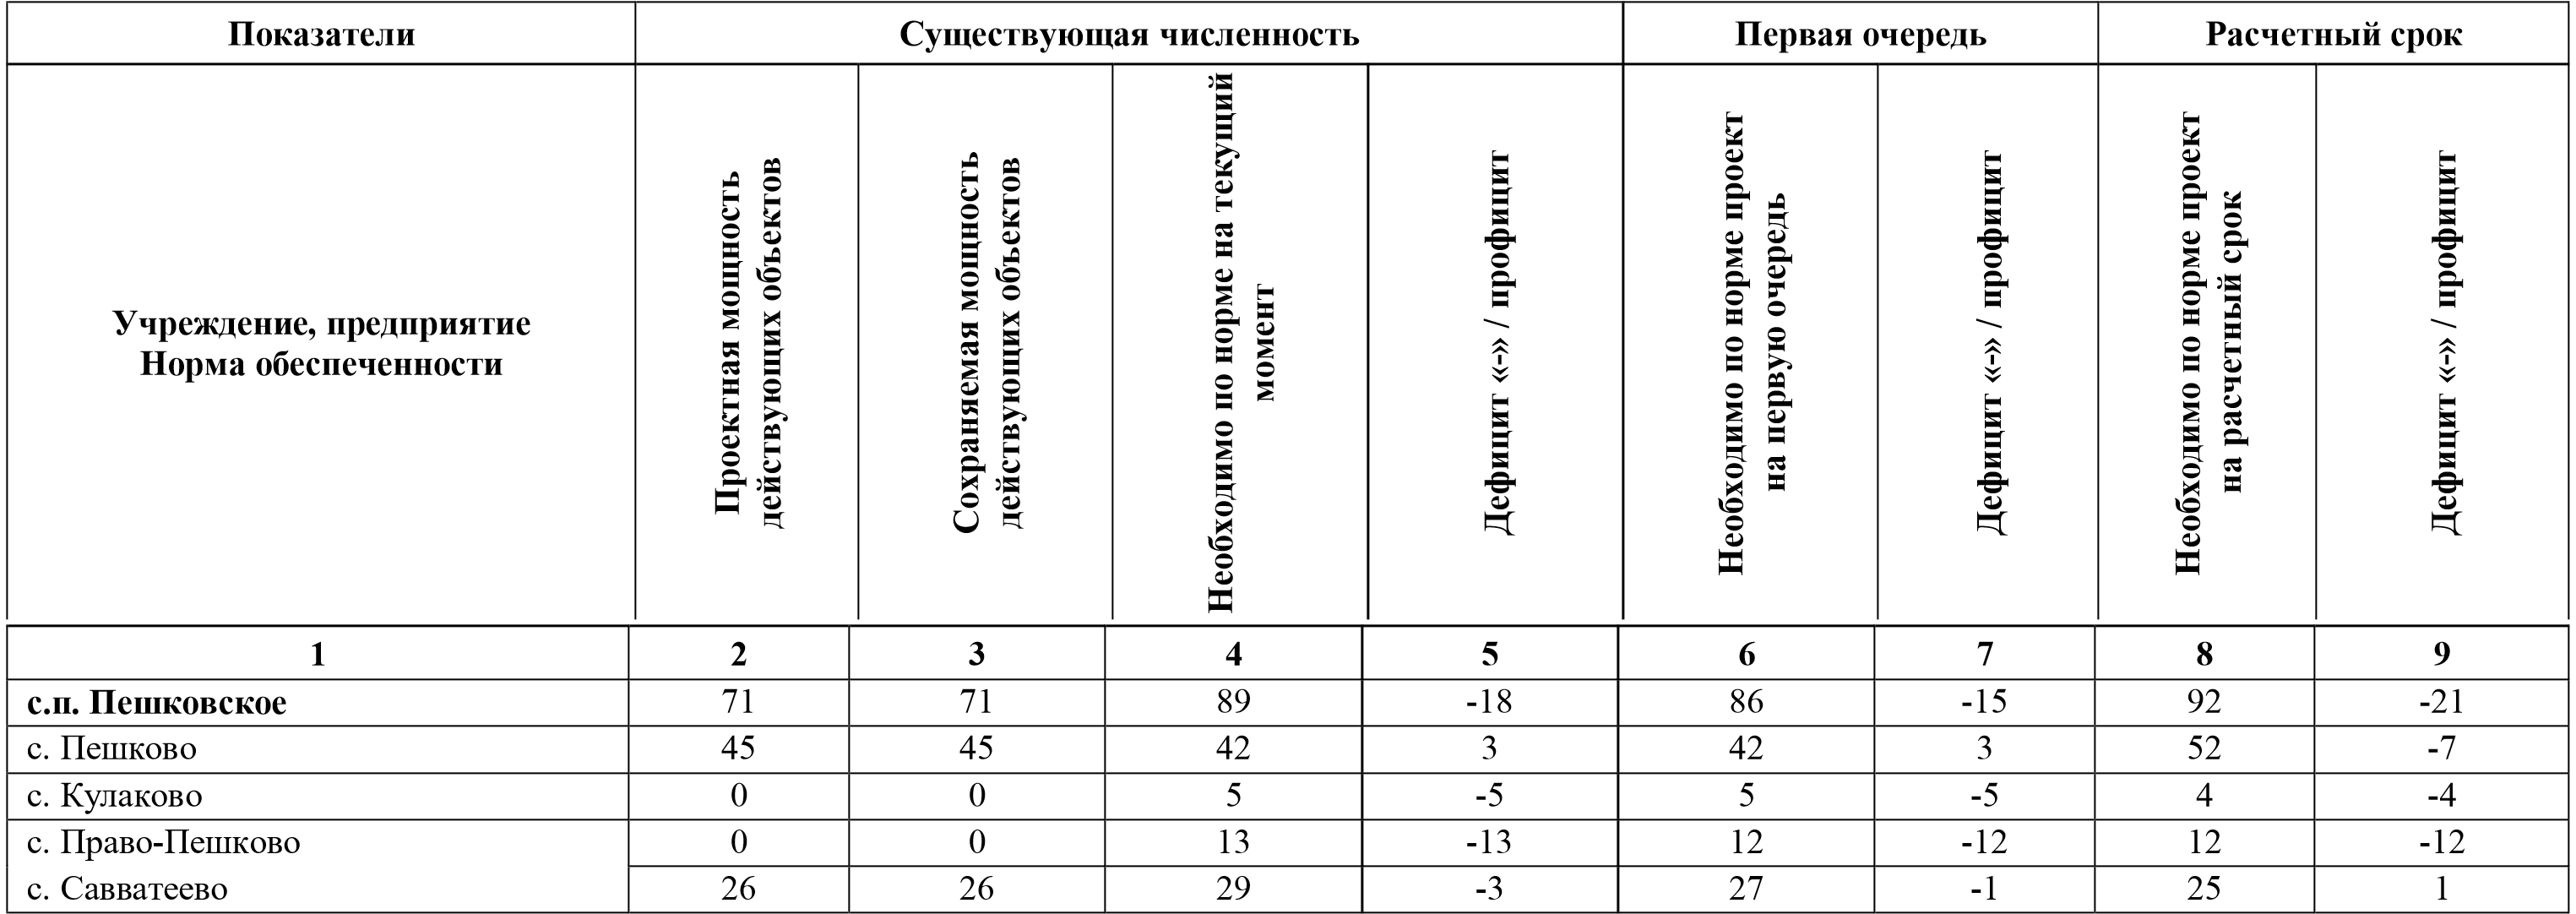 Показатели Существующая численность Первая очередь Расчетный срок
Учреждение, предприятие
Норма обеспеченности
Проектная мощность
действующих объектов
Сохраняемая мощность
действующих объектов
Необходимо по норме на текущий
момент
Дефицит «-» / профицит
Необходимо по норме проект
на первую очередь
Дефицит «-» / профицит
Необходимо по норме проект
на расчетный срок
Дефицит «-» / профицит
1 2 3 4 5 6 7 8 9
с.п. Пешковское 71 71 89 -18 86 -15 92 -21
с. Пешково 45 45 42 3 42 3 52 -7
с. Кулаково 0 0 5 -5 5 -5 4 -4
с. Право-Пешково 0 0 13 -13 12 -12 12 -12
с. Савватеево 26 26 29 -3 27 -1 25 1